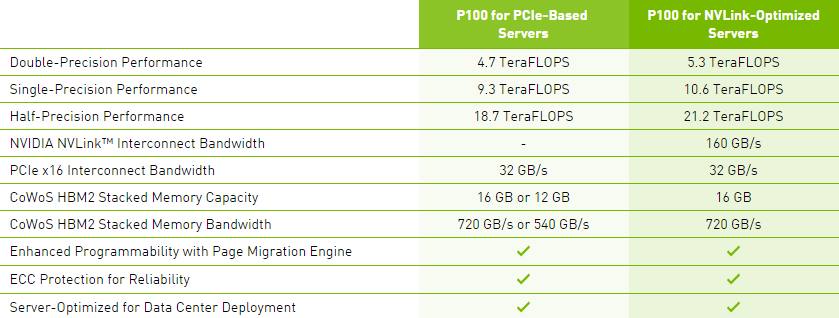 P100 for PCIe-Based
Servers
P100 for NVLink-Optimized
Servers
Double-Precision Performance 4.7 TeraFLOPS 5.3 TeraFLOPS
Single-Precision Performance 9.3 TeraFLOPS 10.6 TeraFLOPS
Half-Precision Performance 18.7 TeraFLOPS 21.2 TeraFLOPS
NVIDIA NVLink™ Interconnect Bandwidth - 160 GB/s
PCIe x16 Interconnect Bandwidth 32 GB/s 32 GB/s
CoWoS HBM2 Stacked Memory Capacity 16 GB or 12 GB 16 GB
CoWoS HBM2 Stacked Memory Bandwidth 720 GB/s or 540 GB/s 720 GB/s
Enhanced Programmability with Page Migration Engine ✓ ✓
ECC Protection for Reliability ✓ ✓
Server-Optimized for Data Center Deployment ✓ ✓